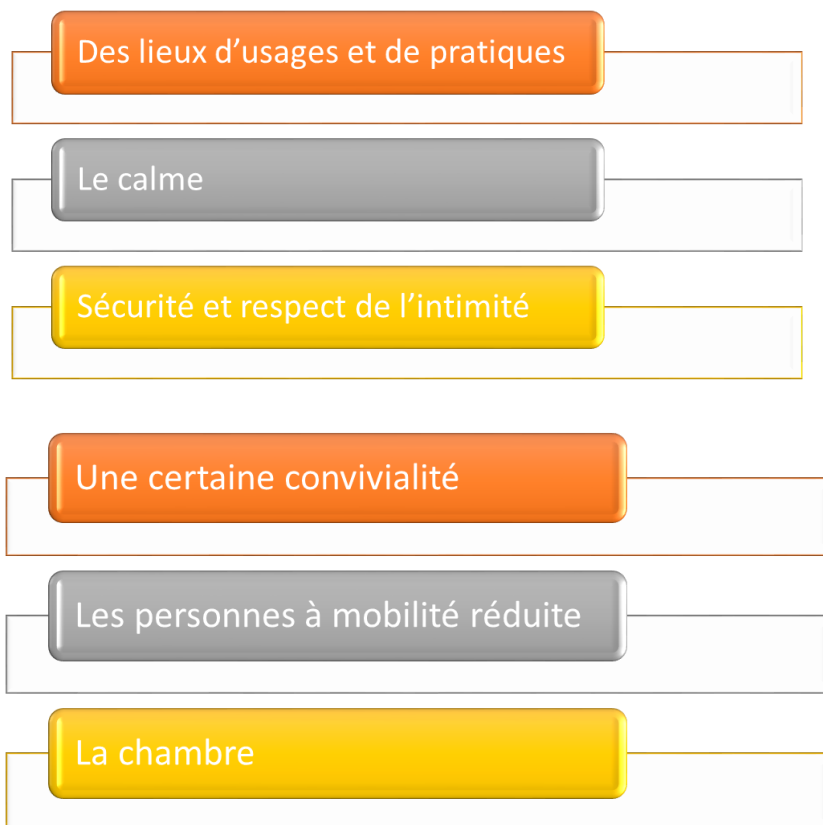 Des lieux d’usages et de pratiques
Le calme
Sécurité et respect de l’intimité
Une certaine convivialité
Les personnes à mobilité réduite
La chambre